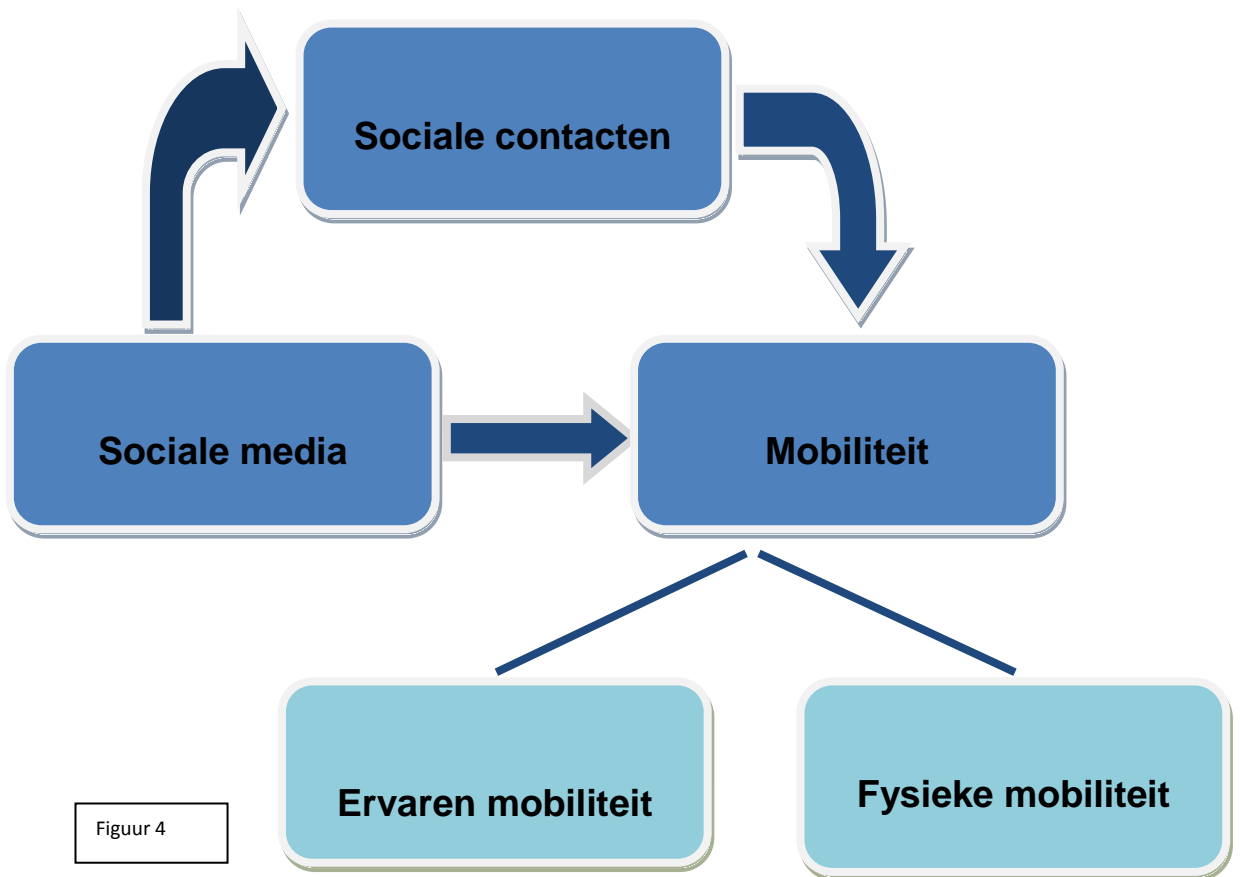 Sociale contacten
Sociale media
Mobiliteit
Ervaren mobiliteit
Fysieke mobiliteit
Figuur 4